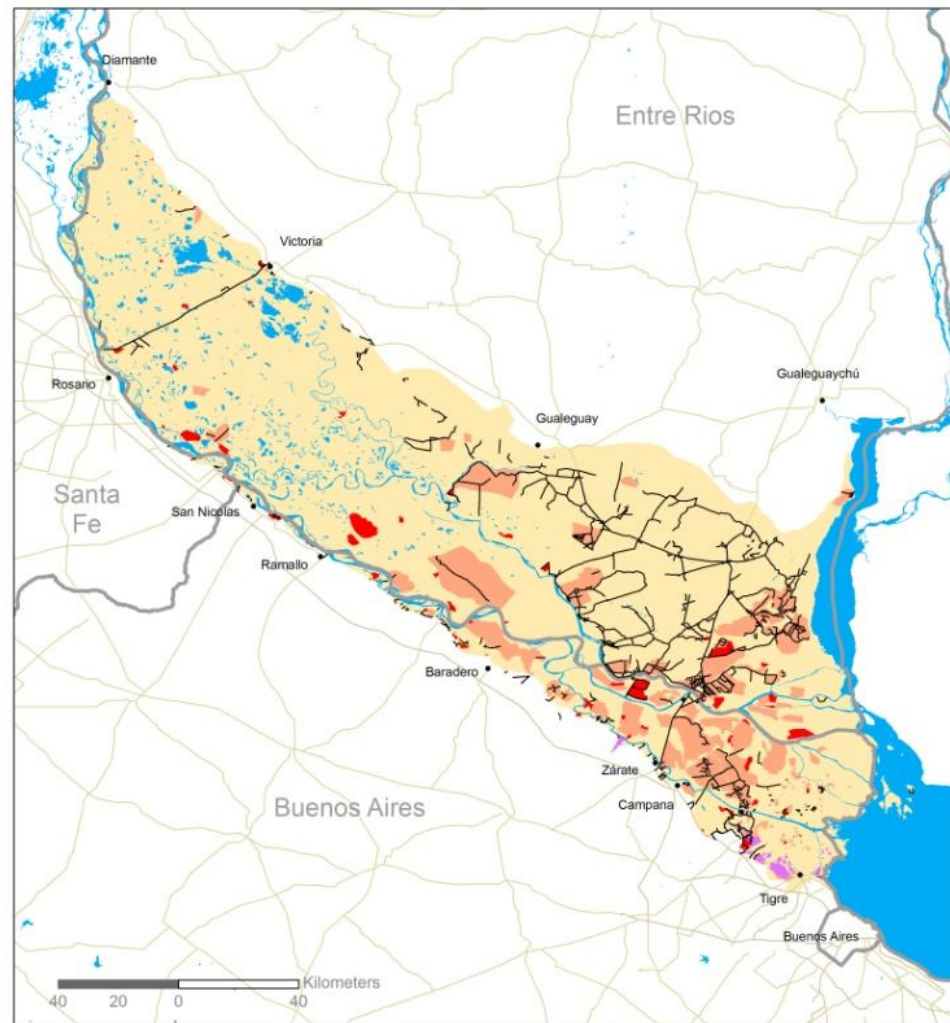 Diamante
Entre Rios
Victoria
Rosario
Gualeguaychú
Gualeguay
Santa
Fe
San Nicolas
Ramallo
Baradero
Zárate
Buenos Aires
Campana
Tigre
Buenos Aires
Kilometers
40 20 0 40